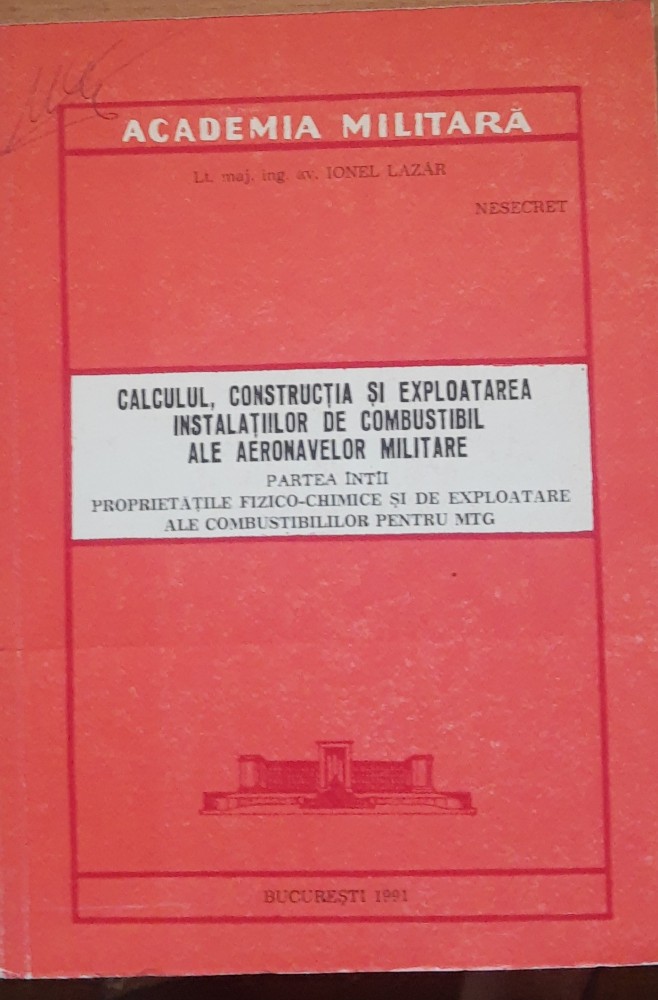 ACADEMIA MILITARĂ
Lt. maj. ing. av. IONEL LAZĂR
NESECRET
CALCULUL, CONSTRUCȚIA ȘI EXPLOATAREA
INSTALAȚIILOR DE COMBUSTIBIL
ALE AERONAVELOR MILITARE
PARTEA ÎNTÎI
PROPRIETĂȚILE FIZICO-CHIMICE ȘI DE EXPLOATARE
ALE COMBUSTIBILILOR PENTRU MTG
BUCUREȘTI 1991